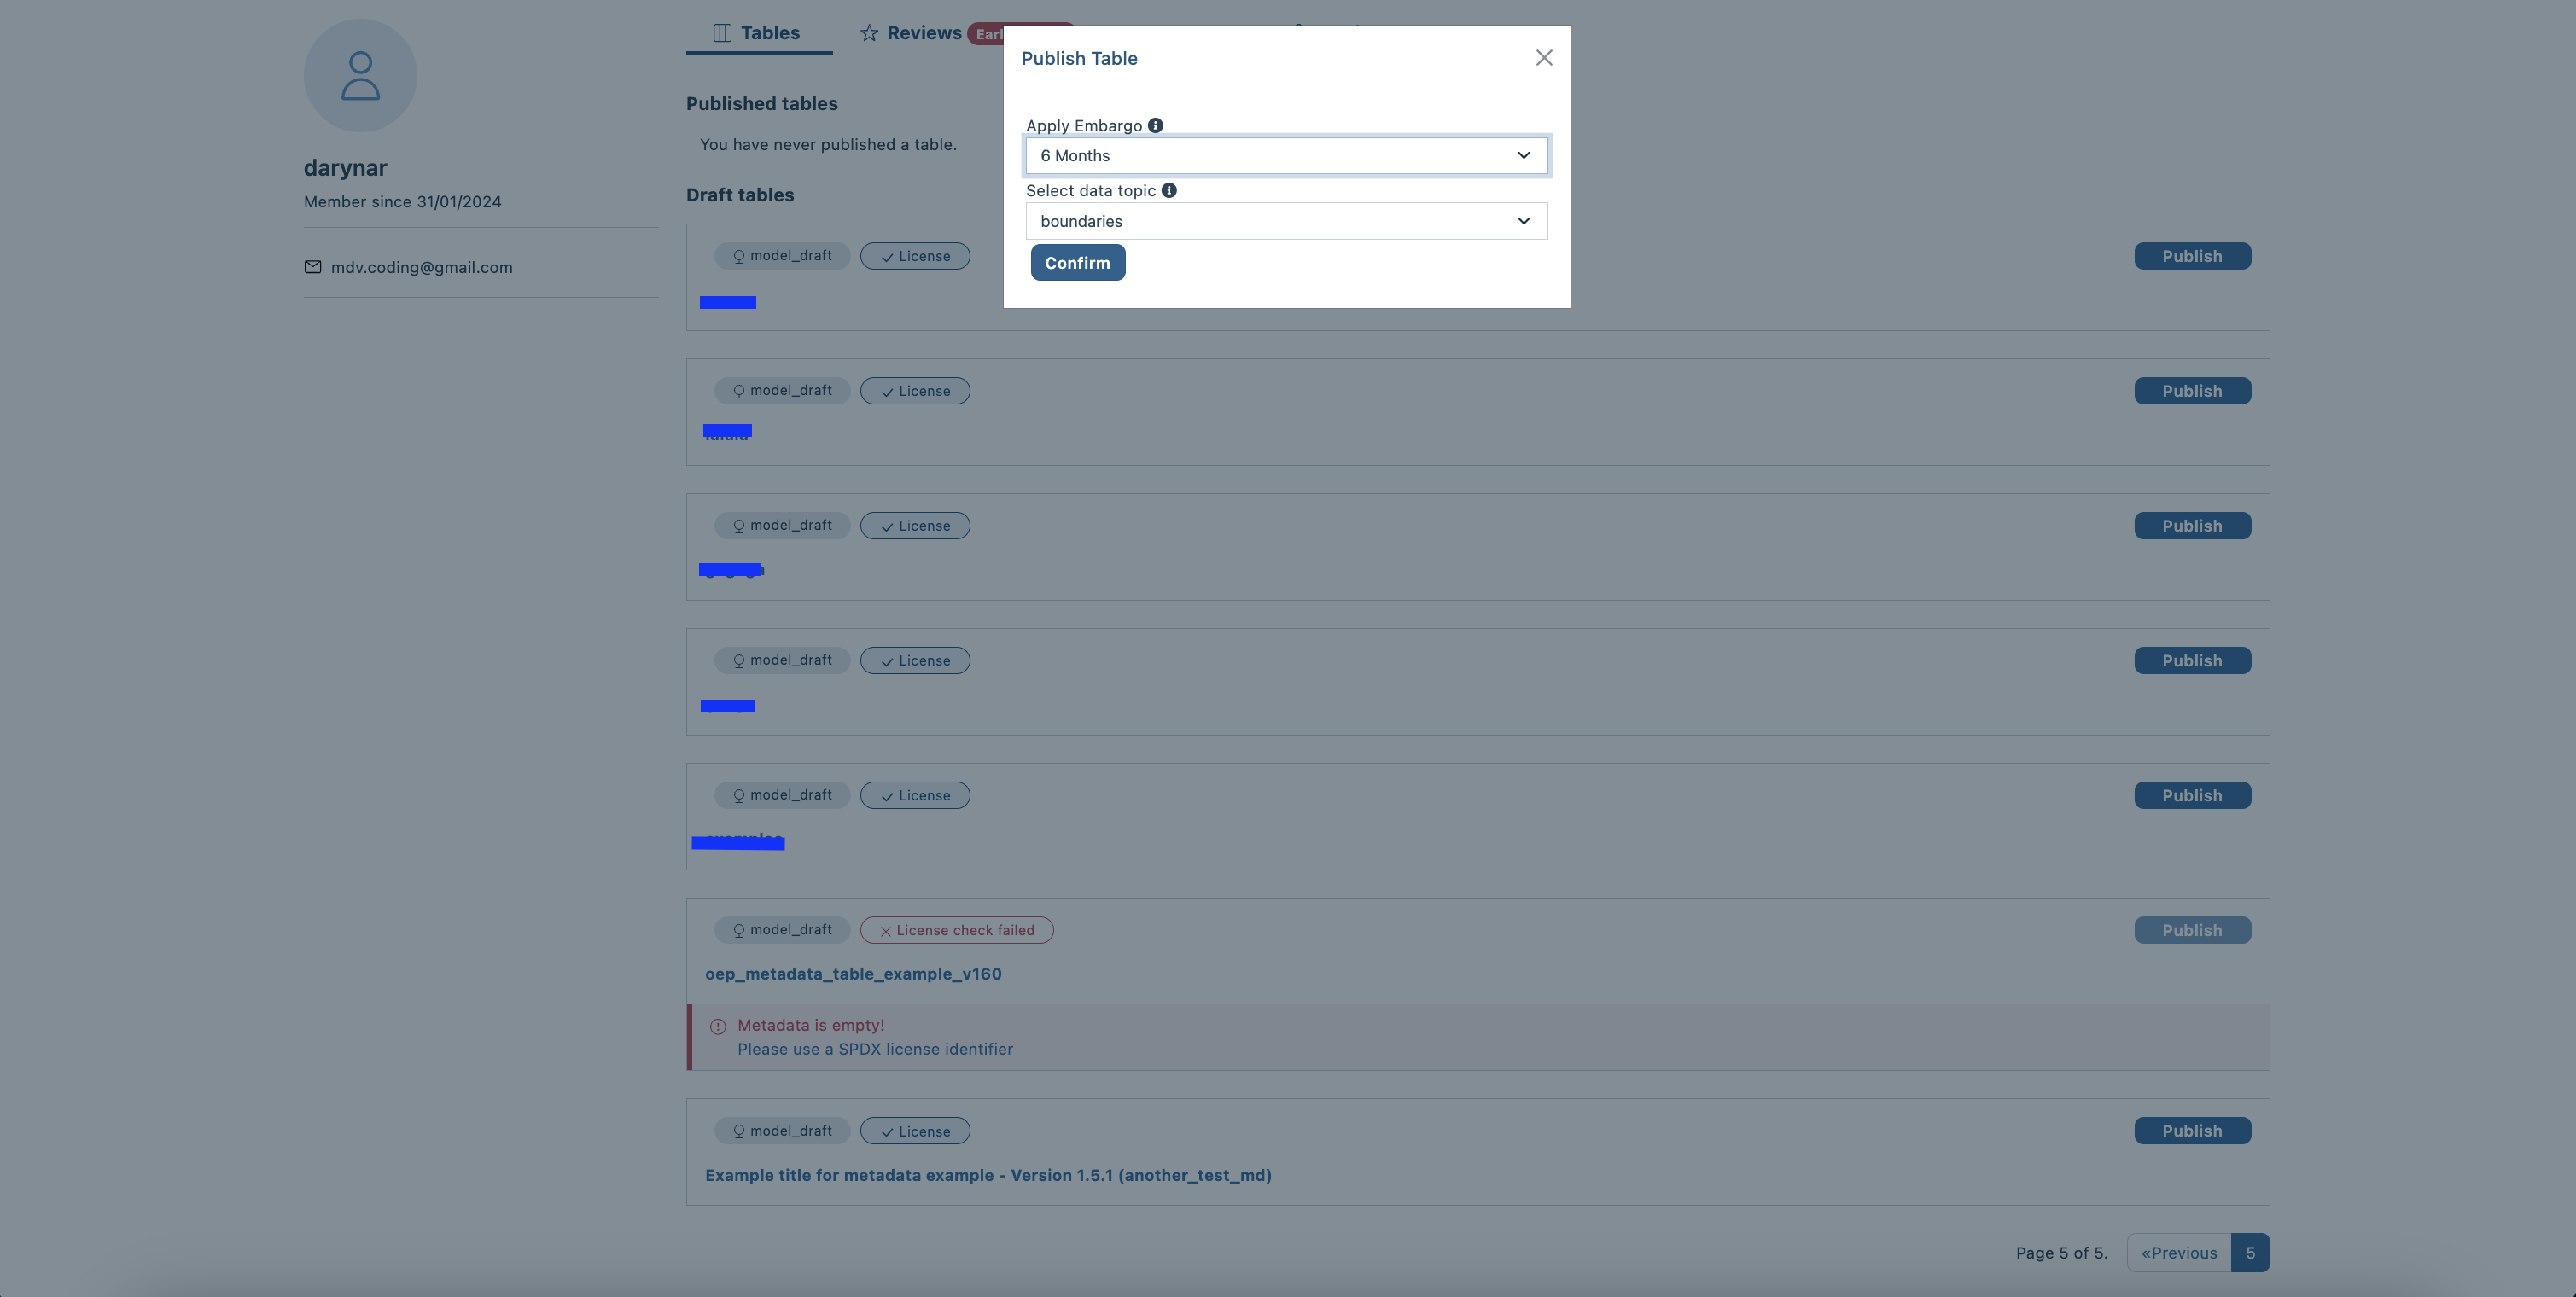 Tables
Reviews
Publish Table
Apply Embargo
6 Months
Select data topic
boundaries
Confirm
darynar
Member since 31/01/2024
mdv.coding@gmail.com
Published tables
You have never published a table.
Draft tables
model_draft License Publish
model_draft License Publish
model_draft License Publish
model_draft License Publish
model_draft License Publish
model_draft License check failed Publish
oep_metadata_table_example_v160
Metadata is empty!
Please use a SPDX license identifier
model_draft License Publish
Example title for metadata example - Version 1.5.1 (another_test_md)
Page 5 of 5. «Previous 5